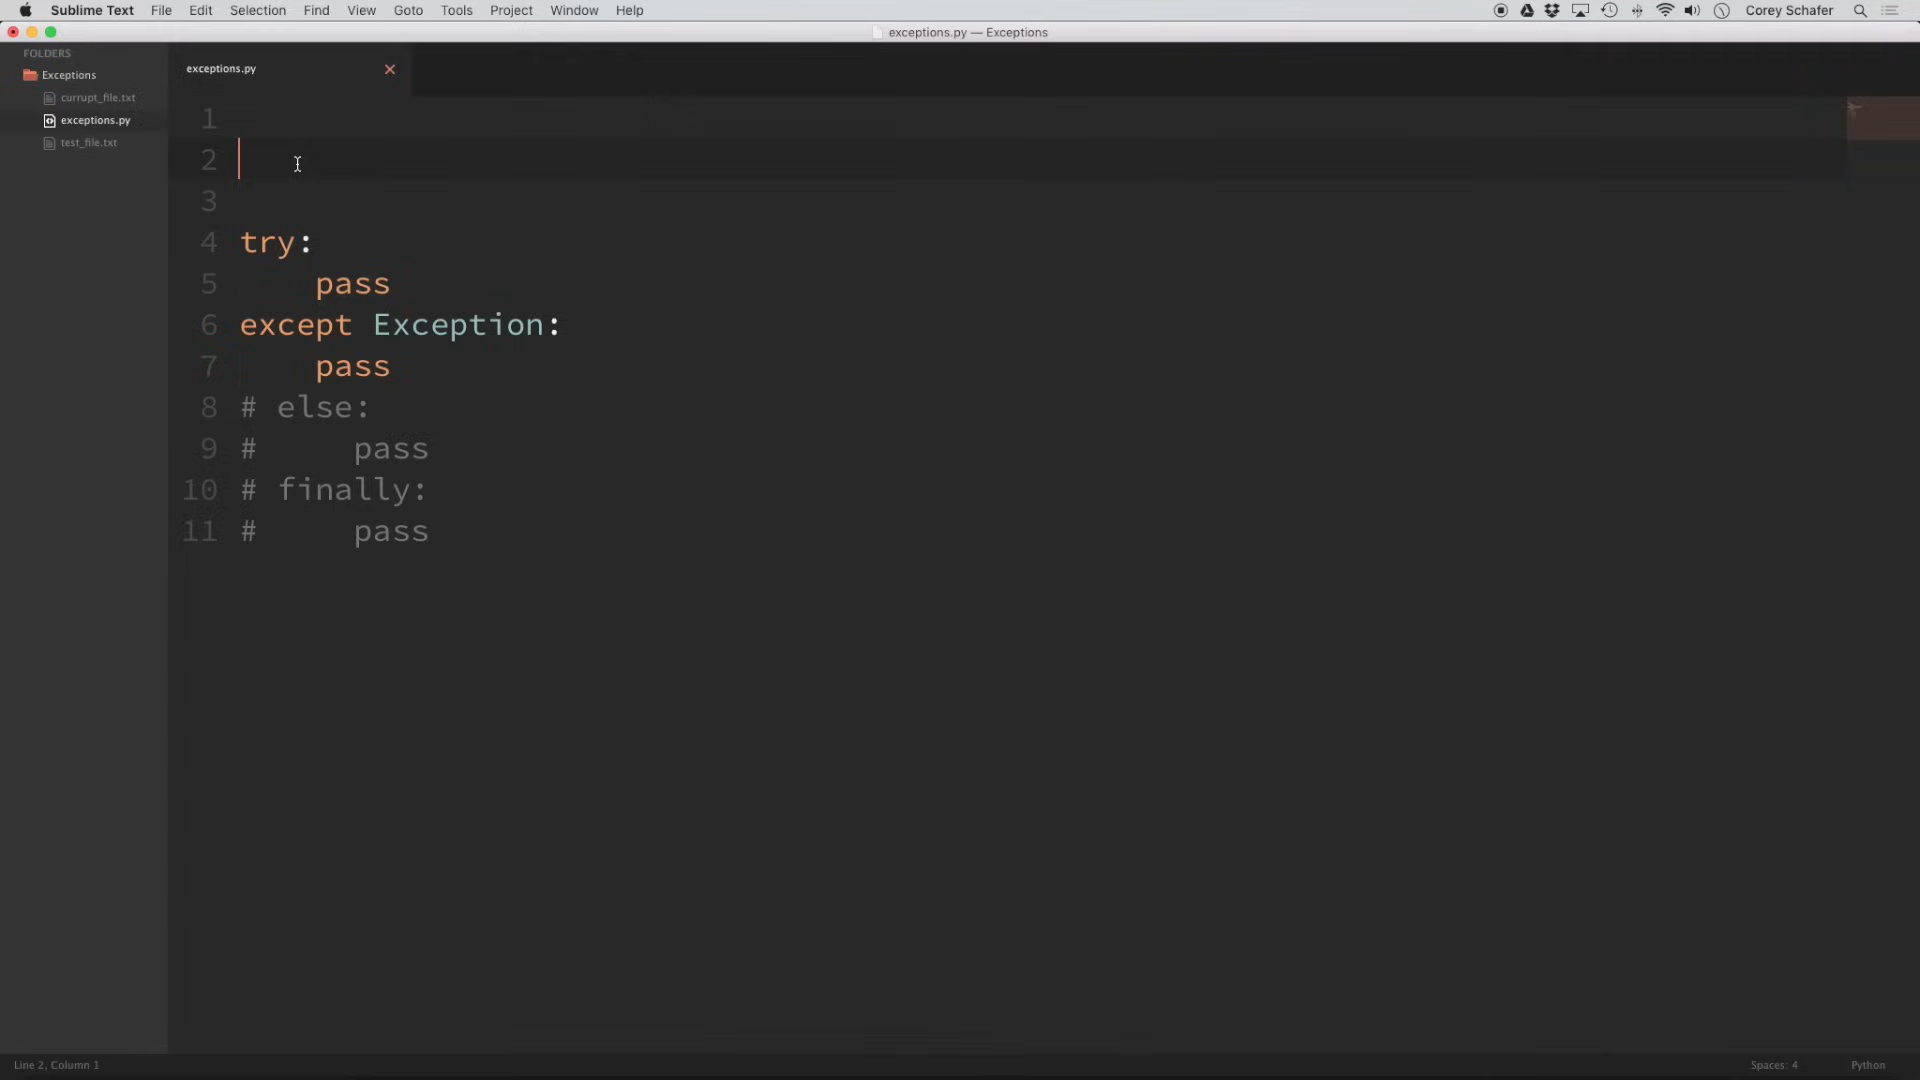 Sublime Text File Edit Selection Find View Goto Tools Project Window Help Corey Schafer
exceptions.py — Exceptions
FOLDERS
Exceptions
currupt_file.txt
exceptions.py
test_file.txt
exceptions.py
1
2
3
4 try:
5     pass
6 except Exception:
7     pass
8 # else:
9 #     pass
10 # finally:
11 #     pass
Line 2, Column 1 Spaces: 4 Python